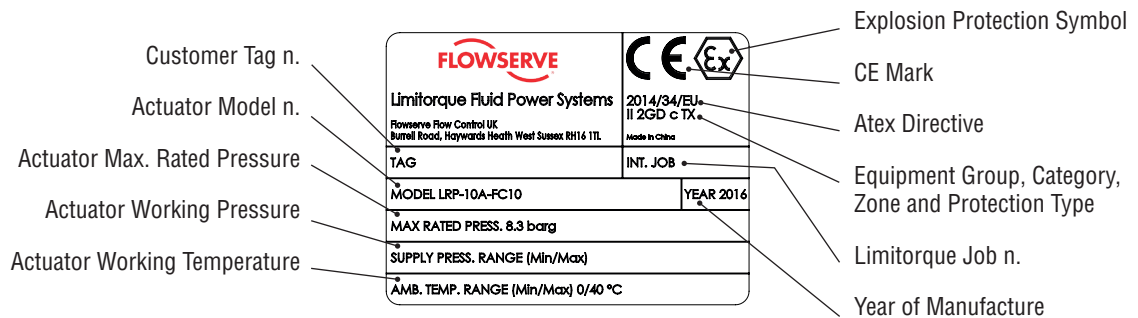 Customer Tag n.
Actuator Model n.
Actuator Max. Rated Pressure
Actuator Working Pressure
Actuator Working Temperature
FLOWSERVE
Limitorque Fluid Power Systems
Flowserve Flow Control UK
Burrell Road, Haywards Heath West Sussex RH16 1TL
CE Ex
2014/34/EU
II 2GD c TX
Made in China
TAG
INT. JOB
MODEL LRP-10A-FC10
YEAR 2016
MAX RATED PRESS. 8.3 barg
SUPPLY PRESS. RANGE (Min/Max)
AMB. TEMP. RANGE (Min/Max) 0/40 °C
Explosion Protection Symbol
CE Mark
Atex Directive
Equipment Group, Category,
Zone and Protection Type
Limitorque Job n.
Year of Manufacture